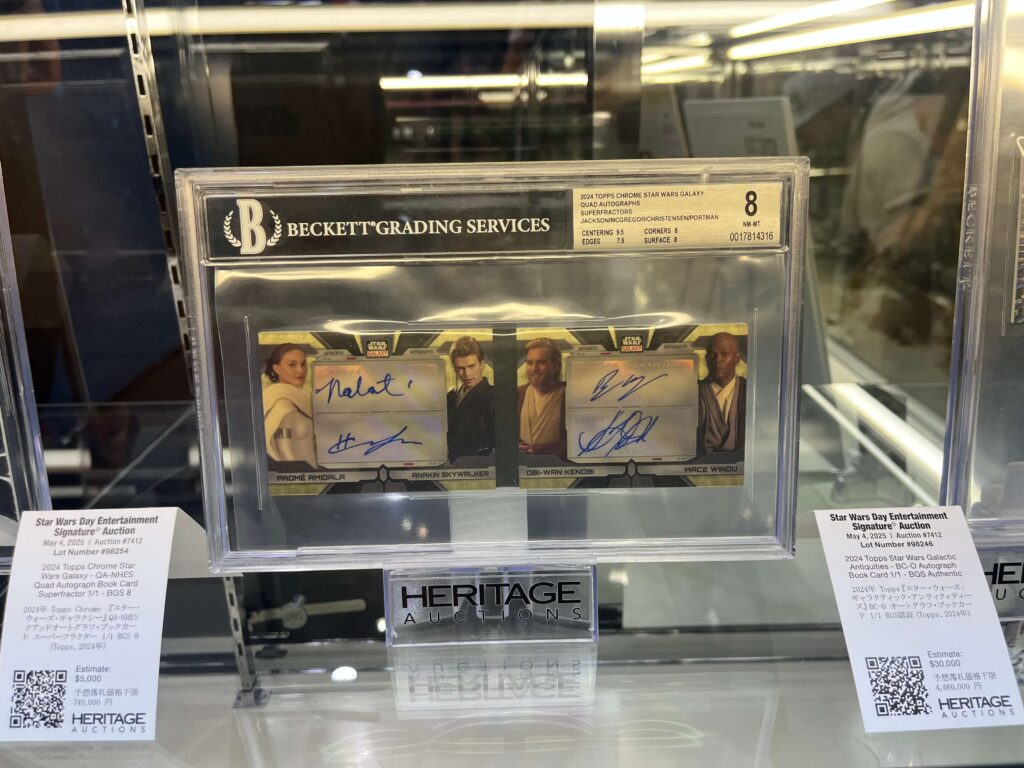 B BECKETT® GRADING SERVICES
2024 TOPPS CHROME STAR WARS GALAXY
QUAD AUTOGRAPHS
SUPERFRACTORS
JACKSON/MCGREGOR/CHRISTENSEN/PORTMAN
CENTERING 9.5 CORNERS 8
EDGES 7.5 SURFACE 8
8
NM-MT
0017814316
STAR WARS
GALAXY
AUTHENTIC AUTOGRAPHS
PADMÉ AMIDALA
ANAKIN SKYWALKER
STAR WARS
GALAXY
AUTHENTIC AUTOGRAPHS
OBI-WAN KENOBI
MACE WINDU
HERITAGE
AUCTIONS
Star Wars Day Entertainment
Signature® Auction
May 4, 2025 | Auction #7412
Lot Number #98254
2024 Topps Chrome Star
Wars Galaxy - QA-NHES
Quad Autograph Book Card
Superfractor 1/1 - BGS 8
2024年 Topps Chrome 『スター・
ウォーズ・ギャラクシー』QA-NHES
クアッドオートグラフ・ブックカー
ド スーパーフラクター 1/1 BGS 8
(Topps, 2024年)
Estimate:
$5,000
予想落札価格下限
740,000 円
HERITAGE
AUCTIONS
Star Wars Day Entertainment
Signature® Auction
May 4, 2025 | Auction #7412
Lot Number #98246
2024 Topps Star Wars Galactic
Antiquities - BC-O Autograph
Book Card 1/1 - BGS Authentic
2024年 Topps『スター・ウォーズ：
ギャラクティック・アンティクィティー
ズ』BC-O オートグラフ・ブックカー
ド 1/1 BGS認証 (Topps, 2024年)
Estimate:
$30,000
予想落札価格下限
4,460,000 円
HERITAGE
AUCTIONS
BECKETT